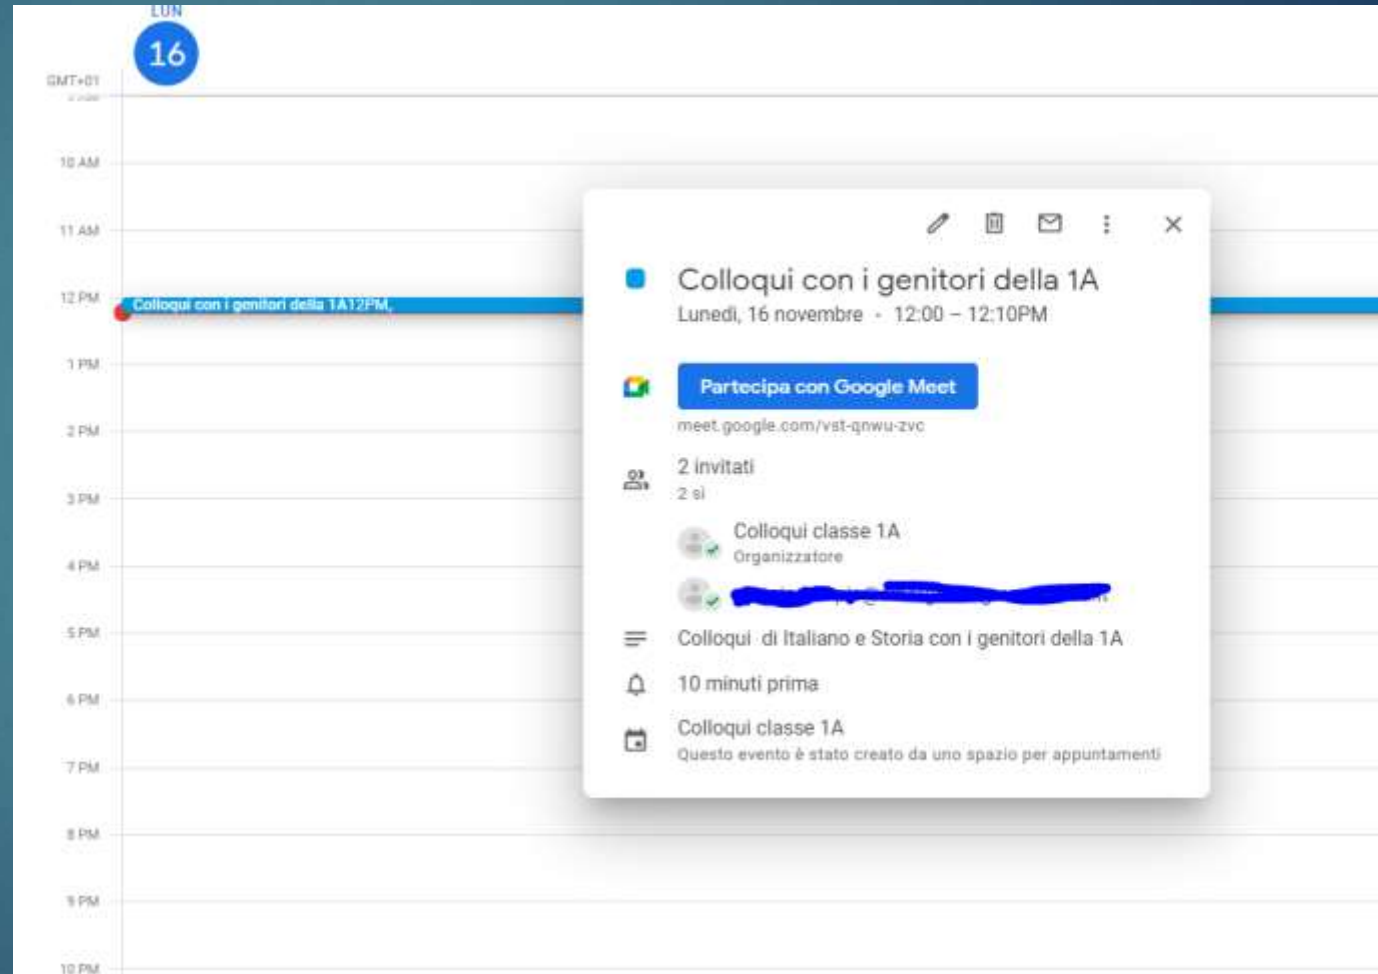 LUN
16
GMT+01
10 AM
11 AM
12 PM
1 PM
2 PM
3 PM
4 PM
5 PM
6 PM
7 PM
8 PM
9 PM
10 PM
Colloqui con i genitori della 1A12PM,
Colloqui con i genitori della 1A
Lunedì, 16 novembre - 12:00 – 12:10PM
Partecipa con Google Meet
meet.google.com/vst-qnwu-zvc
2 invitati
2 sì
Colloqui classe 1A
Organizzatore
Colloqui di Italiano e Storia con i genitori della 1A
10 minuti prima
Colloqui classe 1A
Questo evento è stato creato da uno spazio per appuntamenti